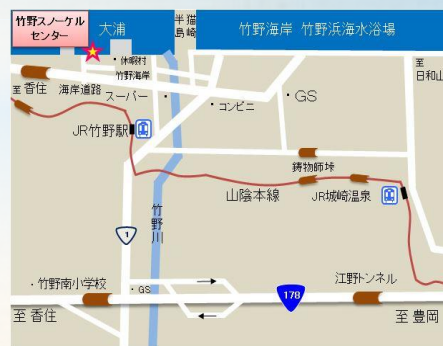 竹野スノーケル
センター
大浦
半島
猫崎
竹野海岸 竹野浜海水浴場
・休暇村
竹野海岸
至
日和山
至 香住
海岸道路
スーパー
・コンビニ
・GS
JR竹野駅
鋳物師峠
山陰本線
JR城崎温泉
竹野川
1
・竹野南小学校
・GS
178
江野トンネル
至 香住
至 豊岡